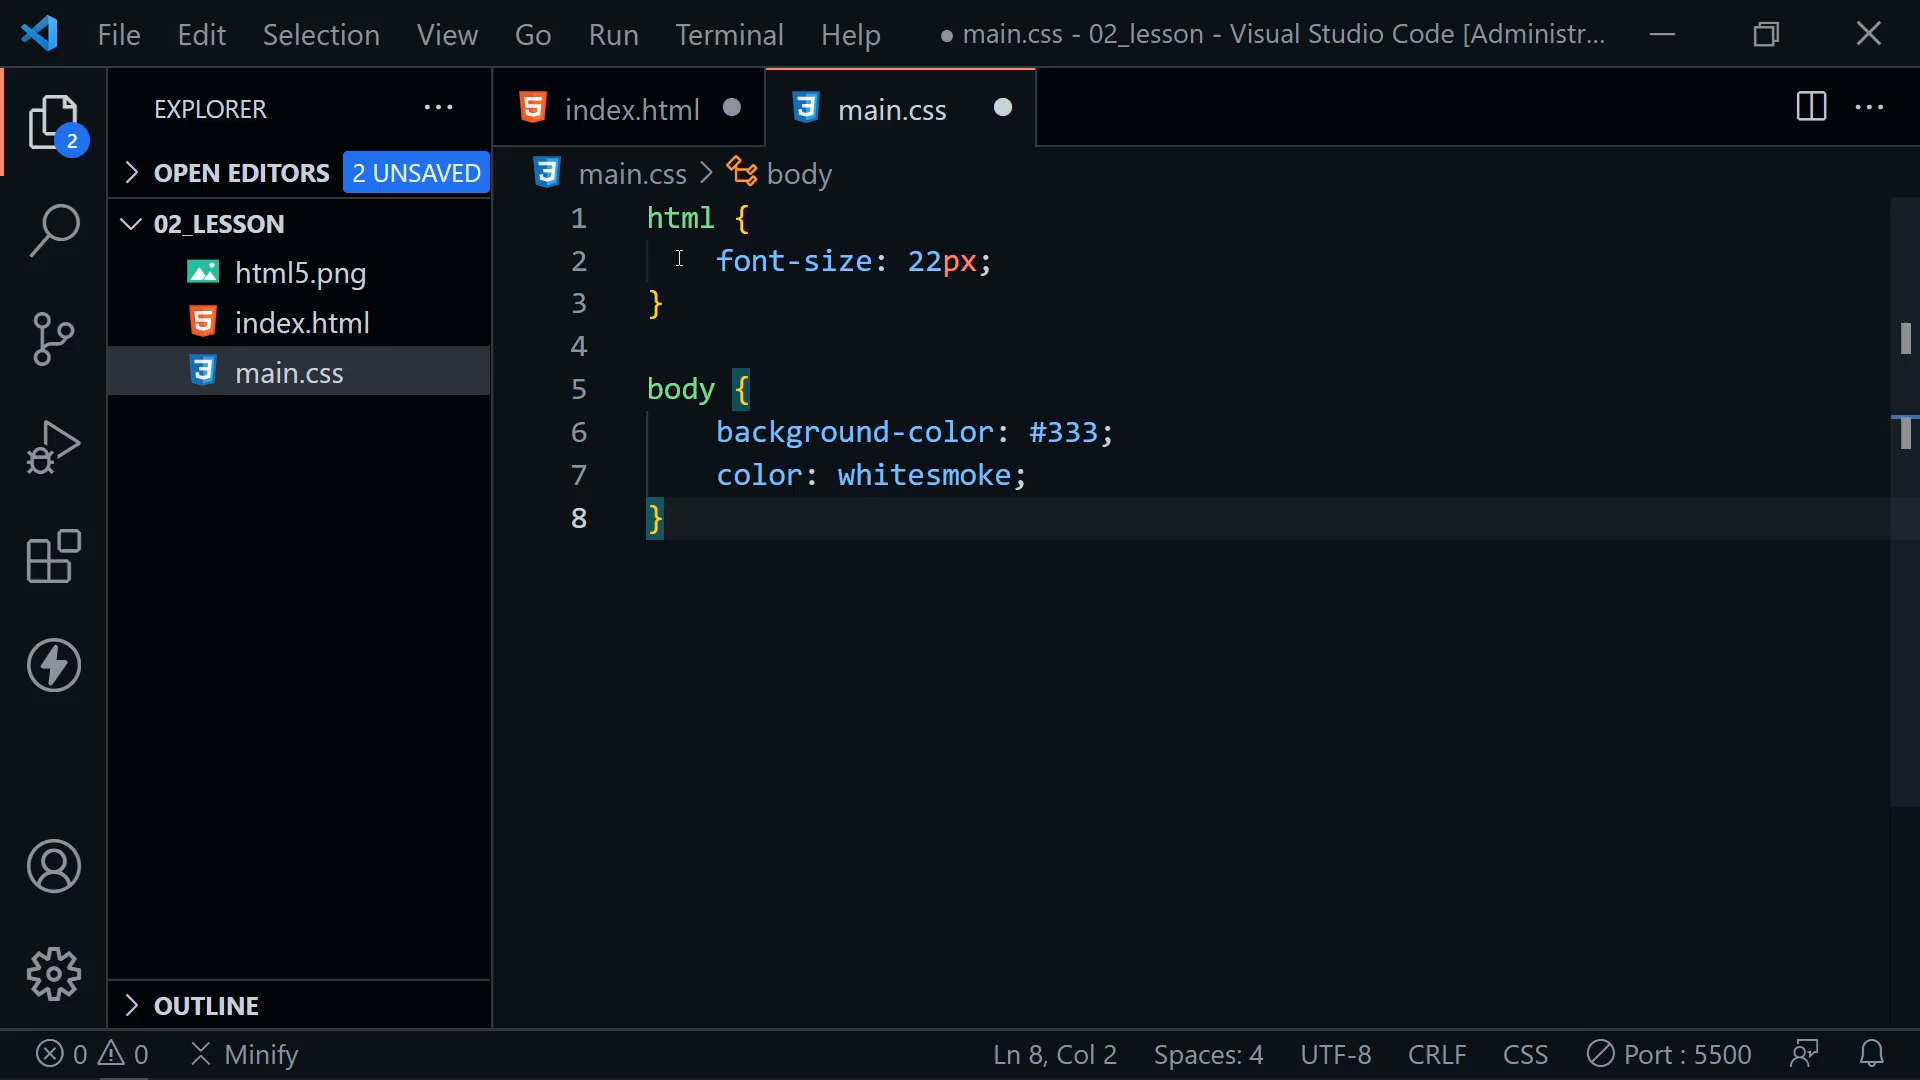 File Edit Selection View Go Run Terminal Help ● main.css - 02_lesson - Visual Studio Code [Administr...
EXPLORER ...
2
OPEN EDITORS 2 UNSAVED
02_LESSON
html5.png
index.html
main.css
OUTLINE
index.html ● main.css ●
main.css > body
1 html {
2 font-size: 22px;
3 }
4
5 body {
6 background-color: #333;
7 color: whitesmoke;
8 }
0 0 Minify Ln 8, Col 2 Spaces: 4 UTF-8 CRLF CSS Port : 5500